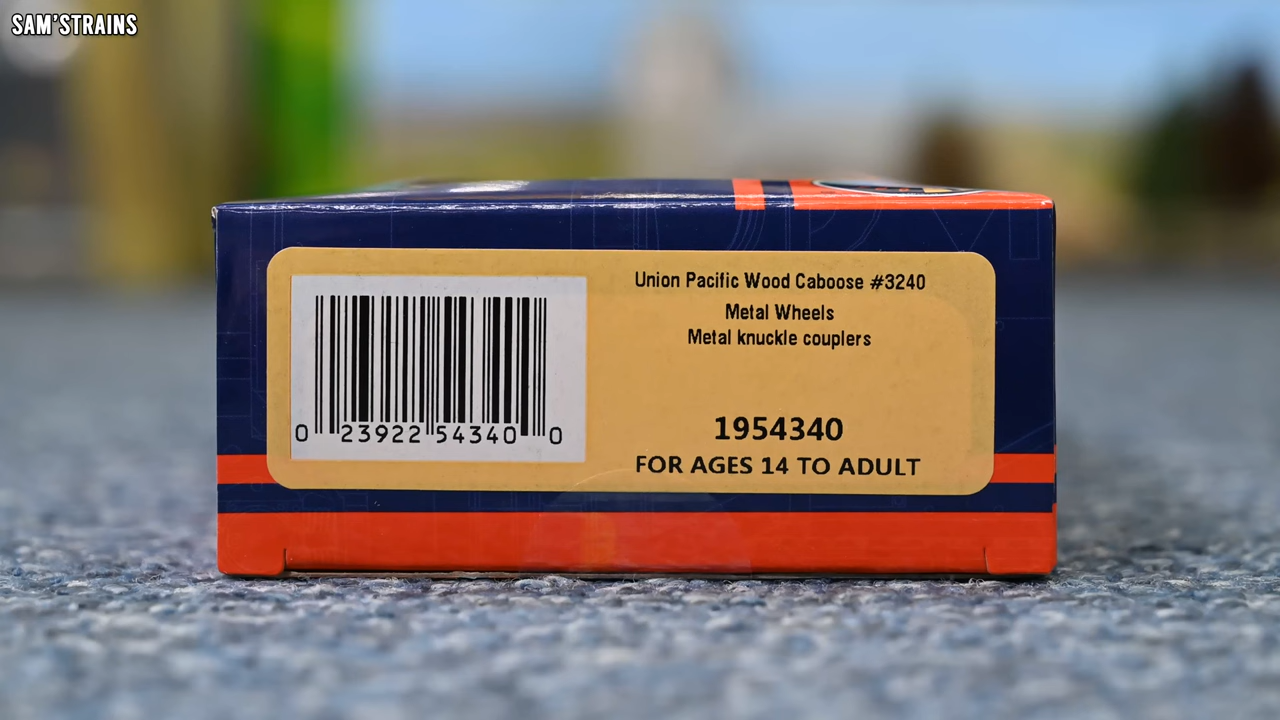 SAM'STRAINS
Union Pacific Wood Caboose #3240
Metal Wheels
Metal knuckle couplers
0 23922 54340 0
1954340
FOR AGES 14 TO ADULT